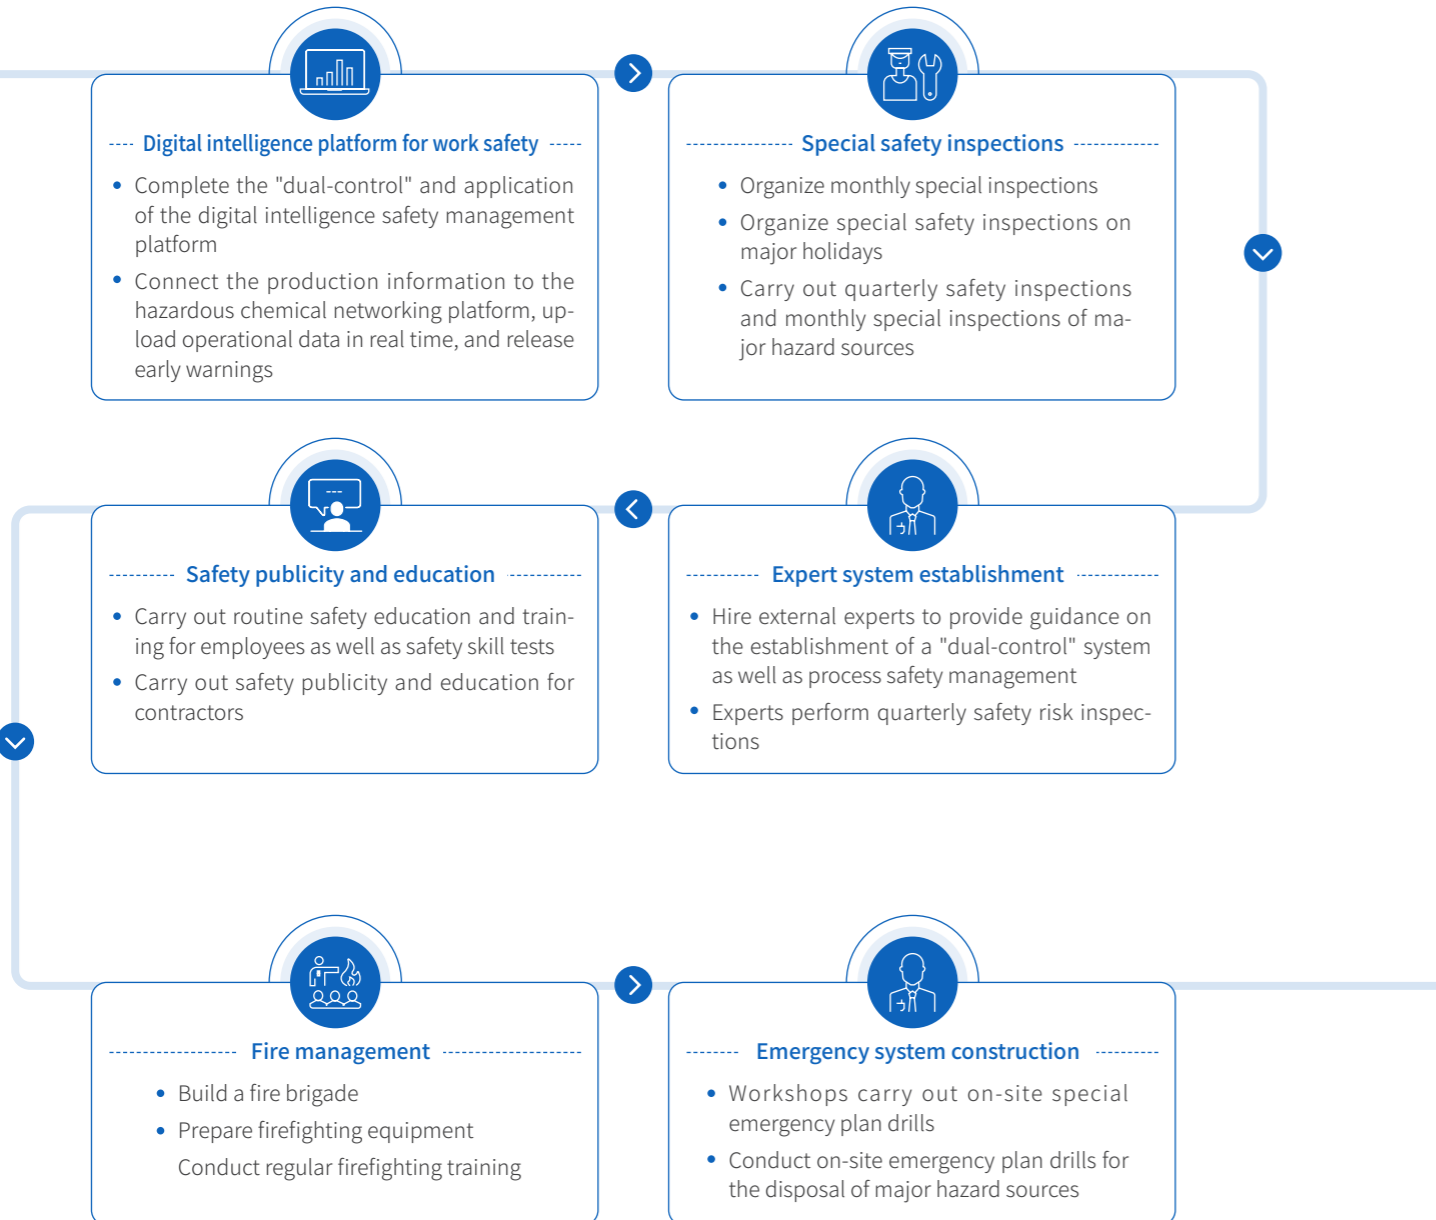 Digital intelligence platform for work safety
• Complete the "dual-control" and application
of the digital intelligence safety management
platform
• Connect the production information to the
hazardous chemical networking platform, up-
load operational data in real time, and release
early warnings
Special safety inspections
• Organize monthly special inspections
• Organize special safety inspections on
major holidays
• Carry out quarterly safety inspections
and monthly special inspections of ma-
jor hazard sources
Expert system establishment
• Hire external experts to provide guidance on
the establishment of a "dual-control" system
as well as process safety management
• Experts perform quarterly safety risk inspec-
tions
Safety publicity and education
• Carry out routine safety education and train-
ing for employees as well as safety skill tests
• Carry out safety publicity and education for
contractors
Fire management
• Build a fire brigade
• Prepare firefighting equipment
Conduct regular firefighting training
Emergency system construction
• Workshops carry out on-site special
emergency plan drills
• Conduct on-site emergency plan drills for
the disposal of major hazard sources